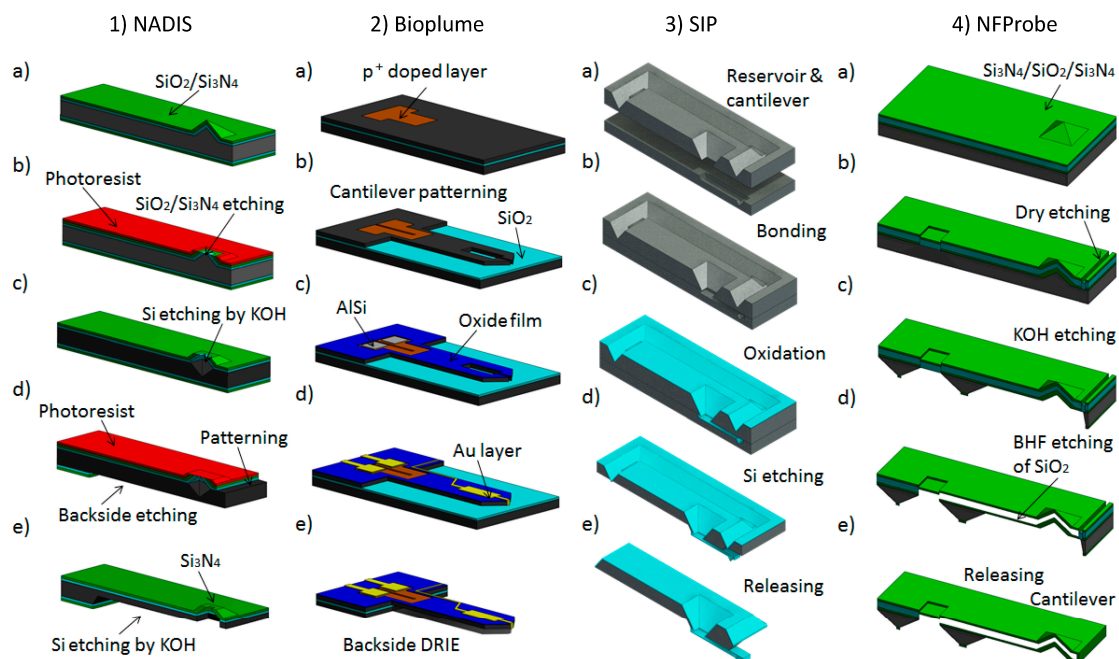 1) NADIS
a)
SiO₂/Si₃N₄
b)
Photoresist
SiO₂/Si₃N₄ etching
c)
Si etching by KOH
d)
Photoresist
Patterning
Backside etching
e)
Si₃N₄
Si etching by KOH
2) Bioplume
a)
p⁺ doped layer
b)
Cantilever patterning
SiO₂
c)
AlSi
Oxide film
d)
Au layer
e)
Backside DRIE
3) SIP
a)
Reservoir &
cantilever
b)
Bonding
c)
Oxidation
d)
Si etching
e)
Releasing
4) NFProbe
a)
Si₃N₄/SiO₂/Si₃N₄
b)
Dry etching
c)
KOH etching
d)
BHF etching
of SiO₂
e)
Releasing
Cantilever